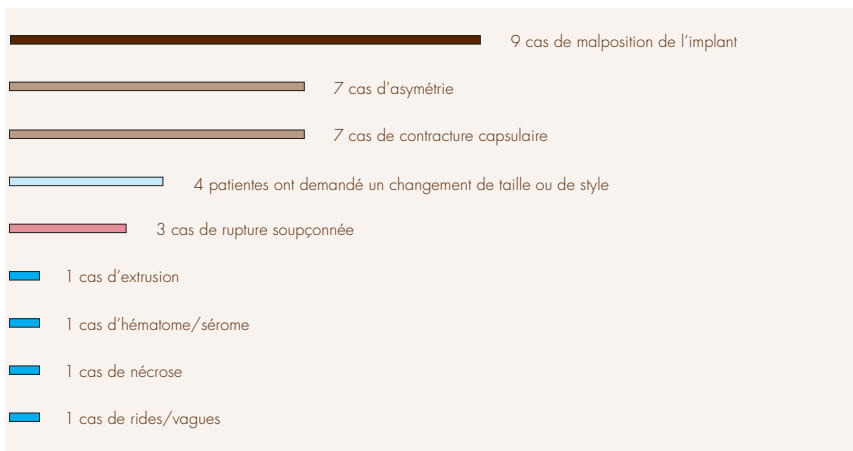 9 cas de malposition de l’implant
7 cas d’asymétrie
7 cas de contracture capsulaire
4 patientes ont demandé un changement de taille ou de style
3 cas de rupture soupçonnée
1 cas d’extrusion
1 cas d’hématome/sérome
1 cas de nécrose
1 cas de rides/vagues